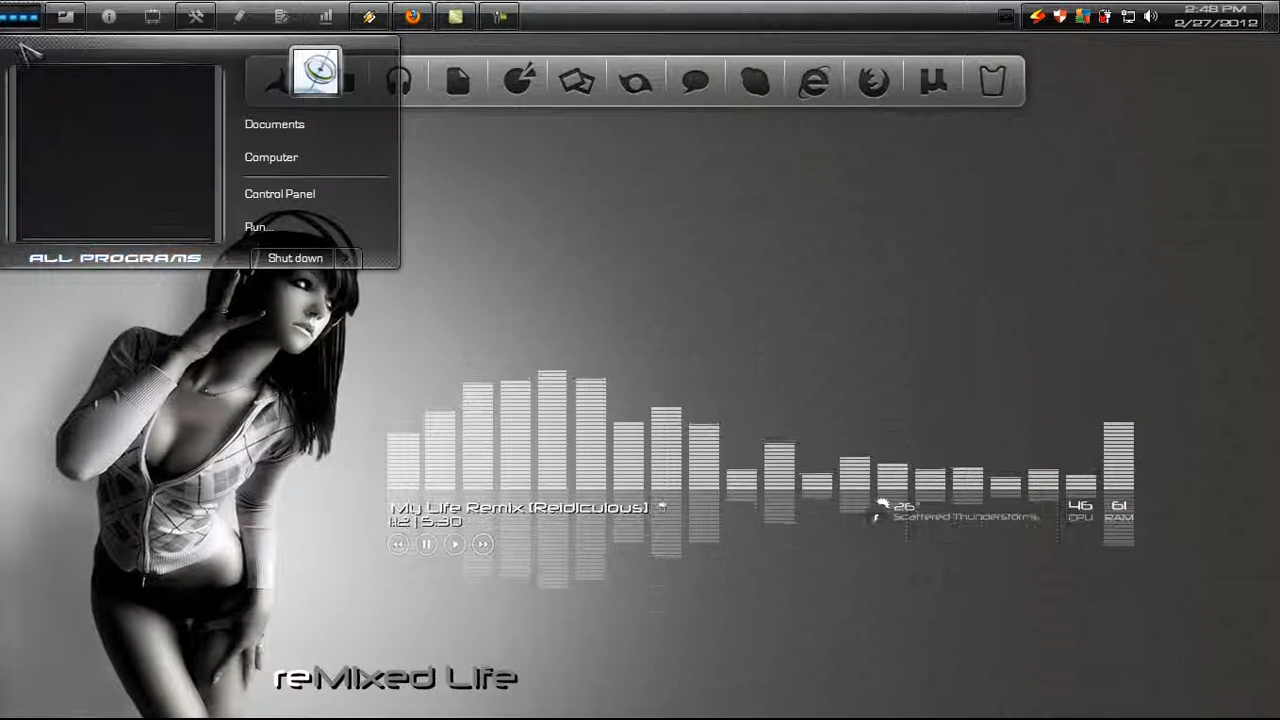 2:48 PM
2/27/2012
Documents
Computer
Control Panel
Run...
ALL PROGRAMS
Shut down
My Life Remix (Reidiculous)
1:12 | 5:30
26°
Scattered Thunderstorms
46
CPU
61
RAM
reMixed Life